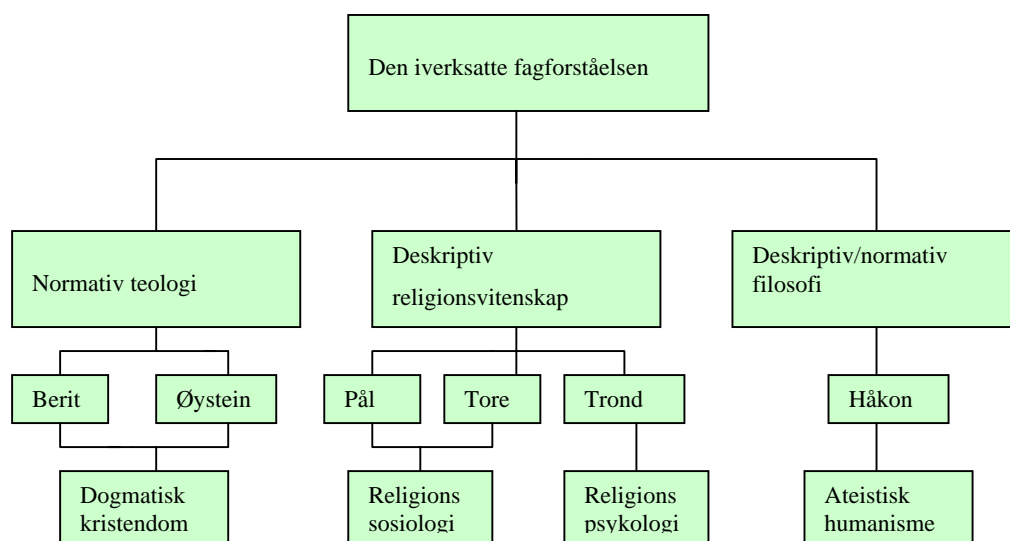 Den iverksatte fagforståelsen
Normativ teologi
Deskriptiv
religionsvitenskap
Deskriptiv/normativ
filosofi
Berit
Øystein
Pål
Tore
Trond
Håkon
Dogmatisk
kristendom
Religions
sosiologi
Religions
psykologi
Ateistisk
humanisme